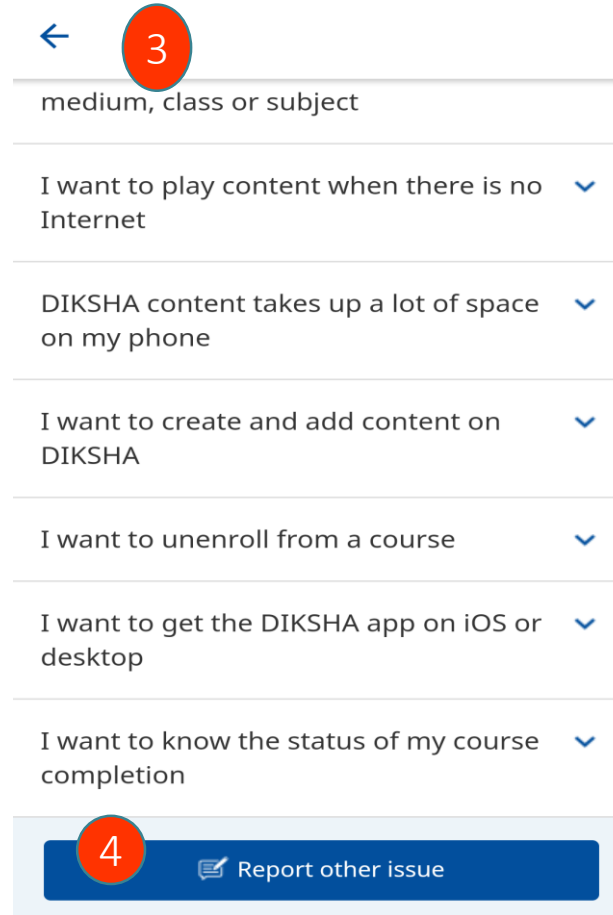 3
medium, class or subject
I want to play content when there is no
Internet
DIKSHA content takes up a lot of space
on my phone
I want to create and add content on
DIKSHA
I want to unenroll from a course
I want to get the DIKSHA app on iOS or
desktop
I want to know the status of my course
completion
4
Report other issue